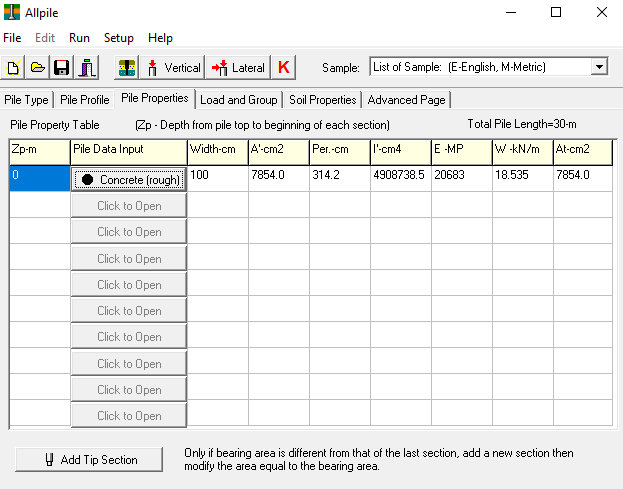 Allpile
File Edit Run Setup Help
Vertical Lateral K Sample: List of Sample: (E-English, M-Metric)
Pile Type Pile Profile Pile Properties Load and Group Soil Properties Advanced Page
Pile Property Table (Zp - Depth from pile top to beginning of each section) Total Pile Length=30-m
Zp-m Pile Data Input Width-cm A'-cm2 Per.-cm I'-cm4 E -MP W -kN/m At-cm2
0 Concrete (rough) 100 7854.0 314.2 4908738.5 20683 18.535 7854.0
Click to Open
Click to Open
Click to Open
Click to Open
Click to Open
Click to Open
Click to Open
Click to Open
Click to Open
Add Tip Section
Only if bearing area is different from that of the last section, add a new section then
modify the area equal to the bearing area.